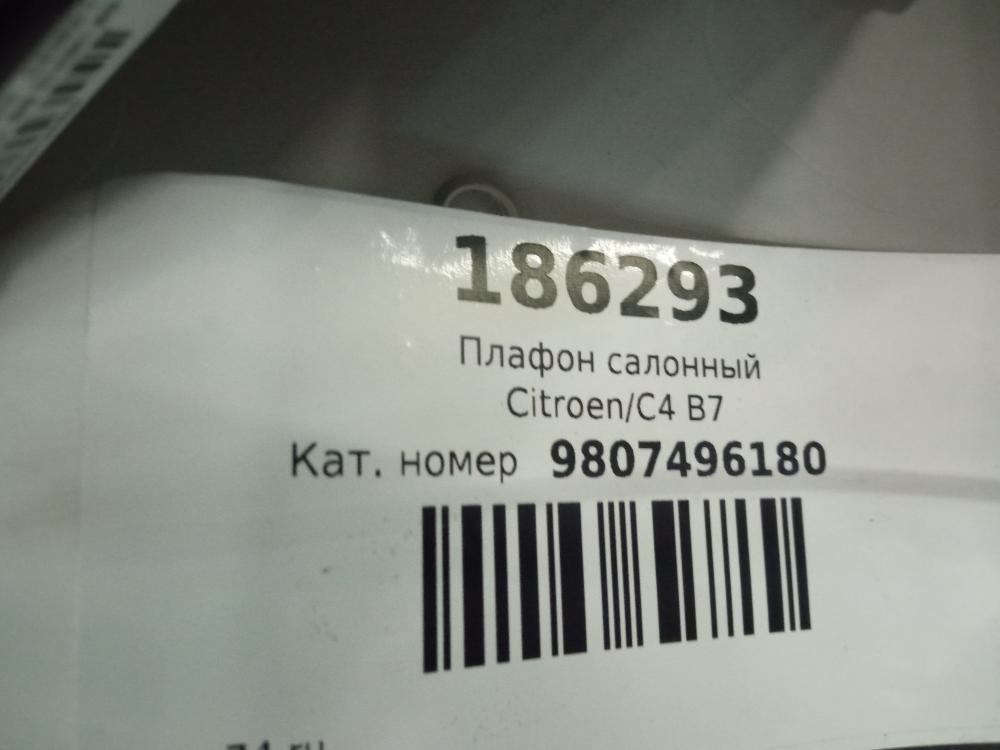 186293
Плафон салонный
Citroen/C4 B7
Кат. номер 9807496180